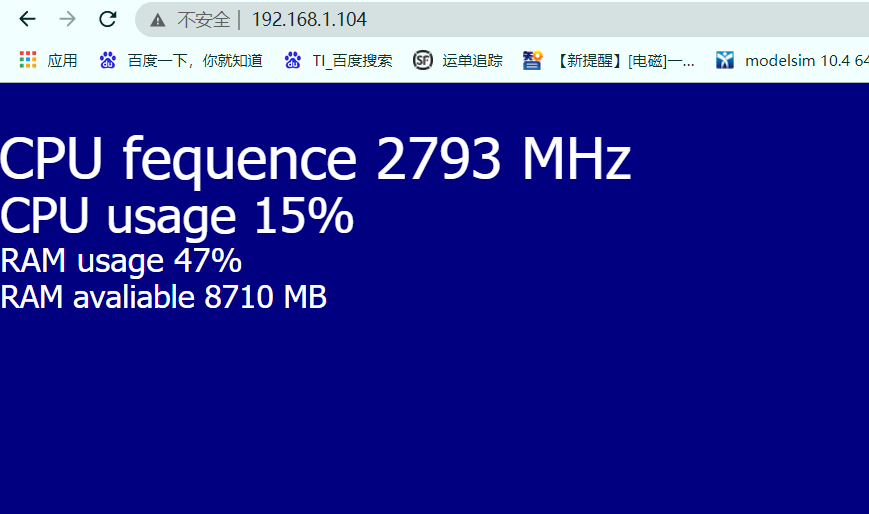 不安全 | 192.168.1.104
应用 百度一下，你就知道 TI_百度搜索 SF 运单追踪 【新提醒】[电磁]一... modelsim 10.4 64
CPU fequence 2793 MHz
CPU usage 15%
RAM usage 47%
RAM avaliable 8710 MB